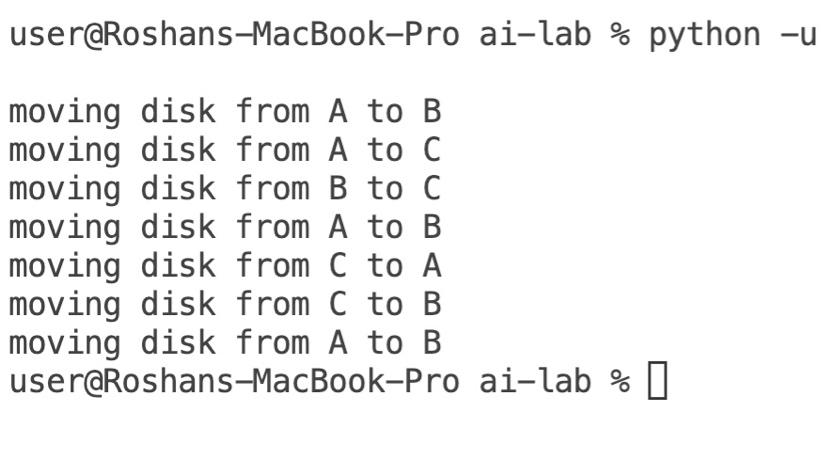 user@Roshans-MacBook-Pro ai-lab % python -u
moving disk from A to B
moving disk from A to C
moving disk from B to C
moving disk from A to B
moving disk from C to A
moving disk from C to B
moving disk from A to B
user@Roshans-MacBook-Pro ai-lab %